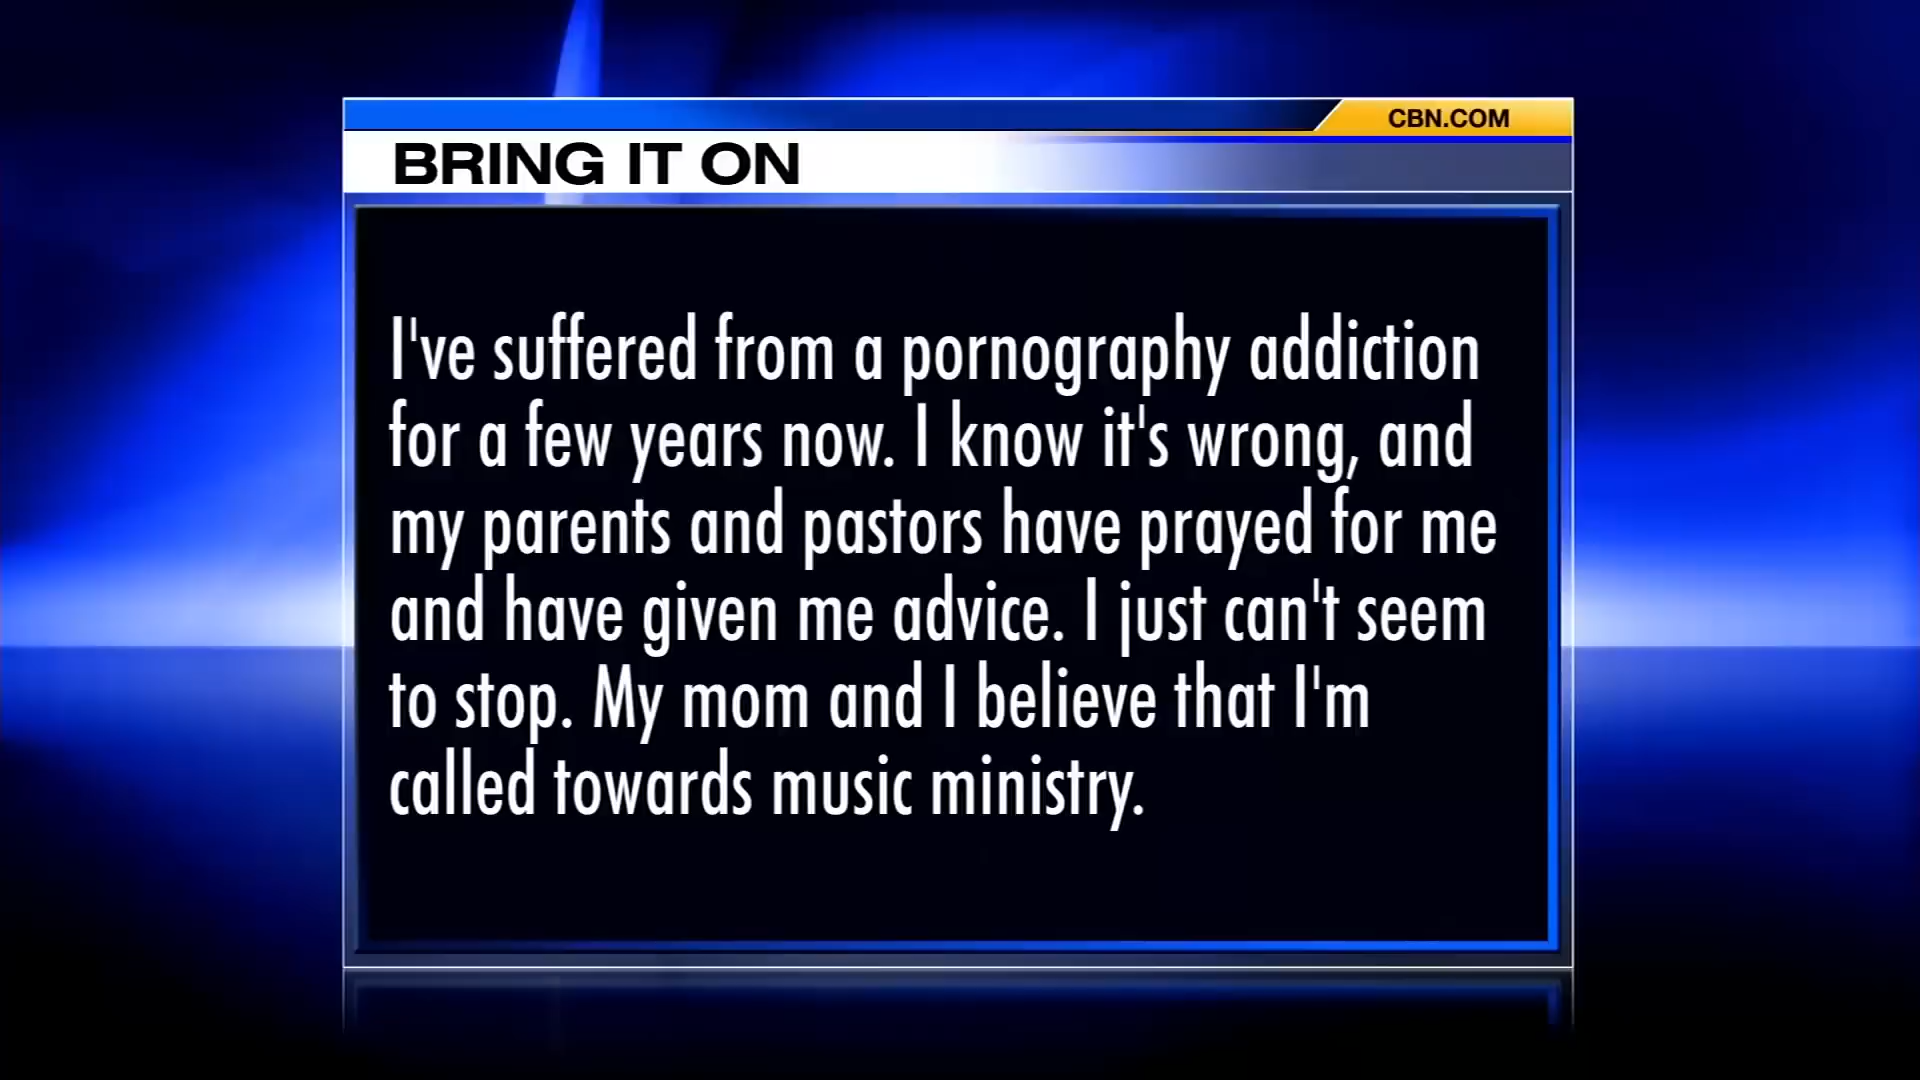 CBN.COM
BRING IT ON
I've suffered from a pornography addiction
for a few years now. I know it's wrong, and
my parents and pastors have prayed for me
and have given me advice. I just can't seem
to stop. My mom and I believe that I'm
called towards music ministry.